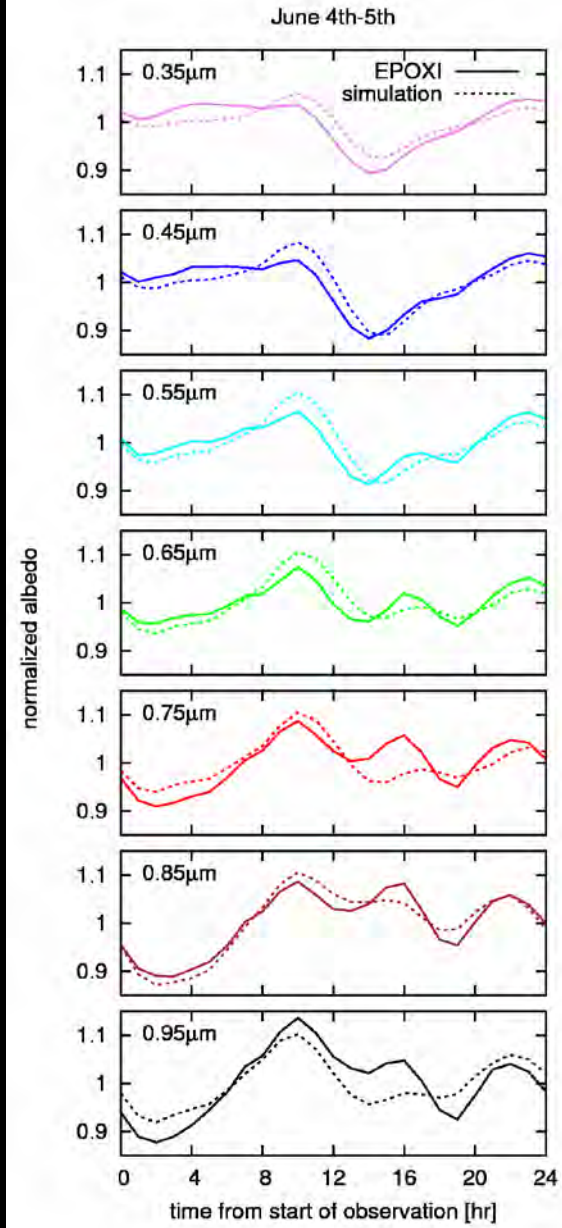 June 4th-5th
1.1
1
0.9
0.35μm
EPOXI
simulation
1.1
1
0.9
0.45μm
1.1
1
0.9
0.55μm
1.1
1
0.9
0.65μm
1.1
1
0.9
0.75μm
1.1
1
0.9
0.85μm
1.1
1
0.9
0.95μm
normalized albedo
0 4 8 12 16 20 24
time from start of observation [hr]